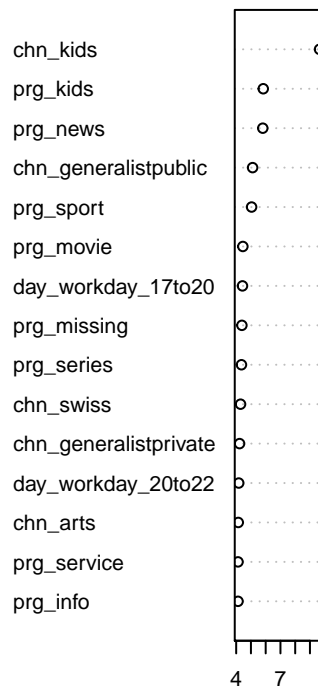 chn_kids
prg_kids
prg_news
chn_generalistpublic
prg_sport
prg_movie
day_workday_17to20
prg_missing
prg_series
chn_swiss
chn_generalistprivate
day_workday_20to22
chn_arts
prg_service
prg_info
4 7